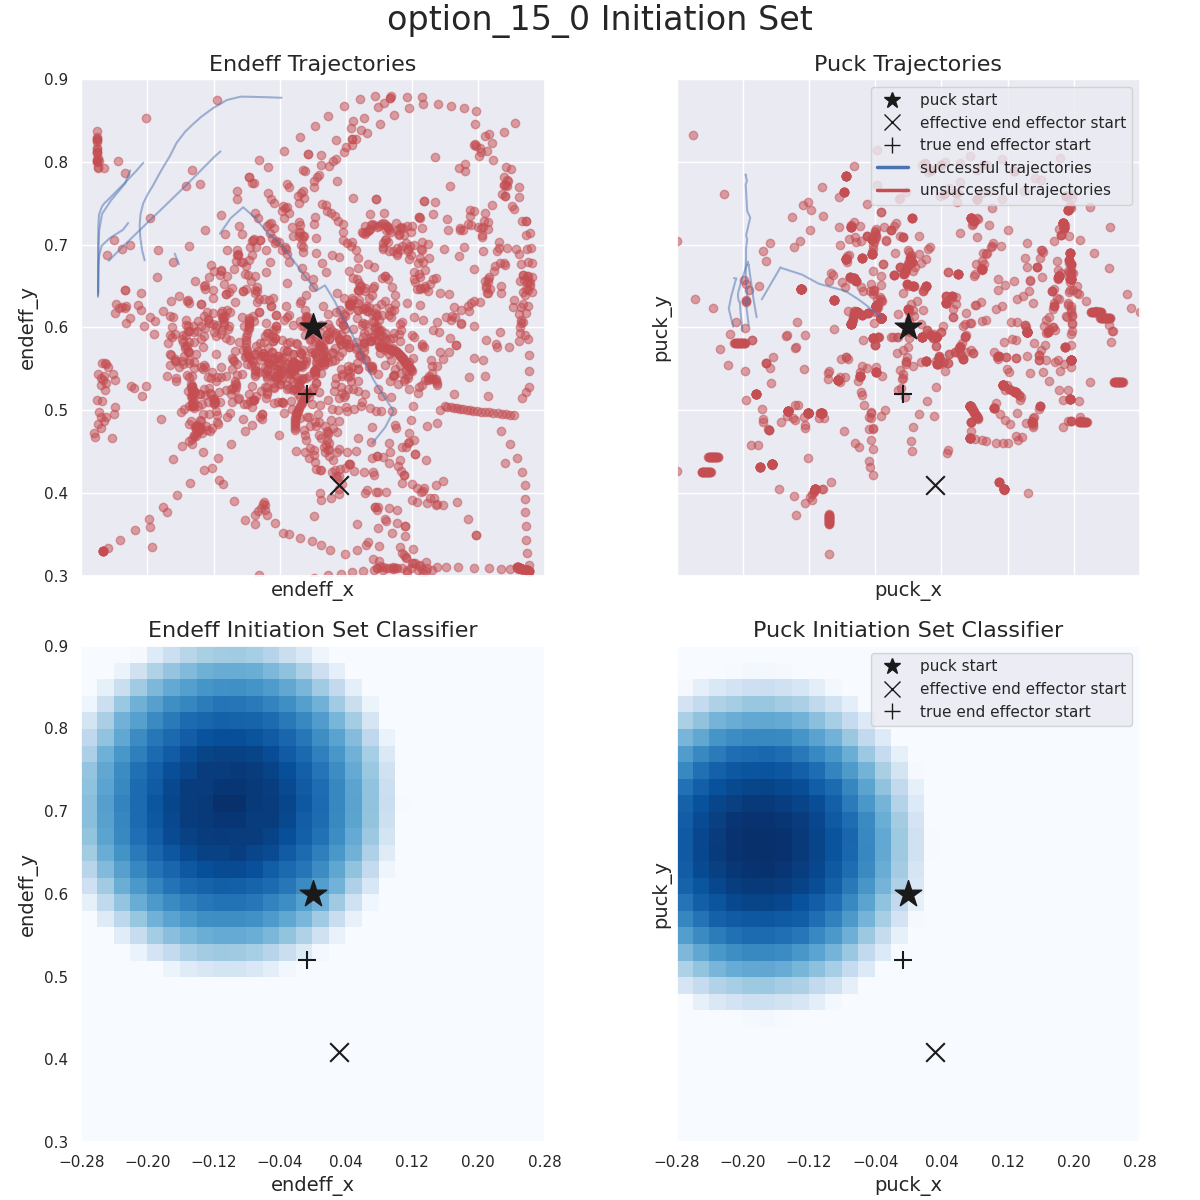 option_15_0 Initiation Set
Endeff Trajectories
0.9
0.8
0.7
0.6
0.5
0.4
0.3
endeff_y
endeff_x
Puck Trajectories
puck start
effective end effector start
true end effector start
successful trajectories
unsuccessful trajectories
puck_y
puck_x
Endeff Initiation Set Classifier
0.9
0.8
0.7
0.6
0.5
0.4
0.3
endeff_y
−0.28 −0.20 −0.12 −0.04 0.04 0.12 0.20 0.28
endeff_x
Puck Initiation Set Classifier
puck start
effective end effector start
true end effector start
puck_y
−0.28 −0.20 −0.12 −0.04 0.04 0.12 0.20 0.28
puck_x